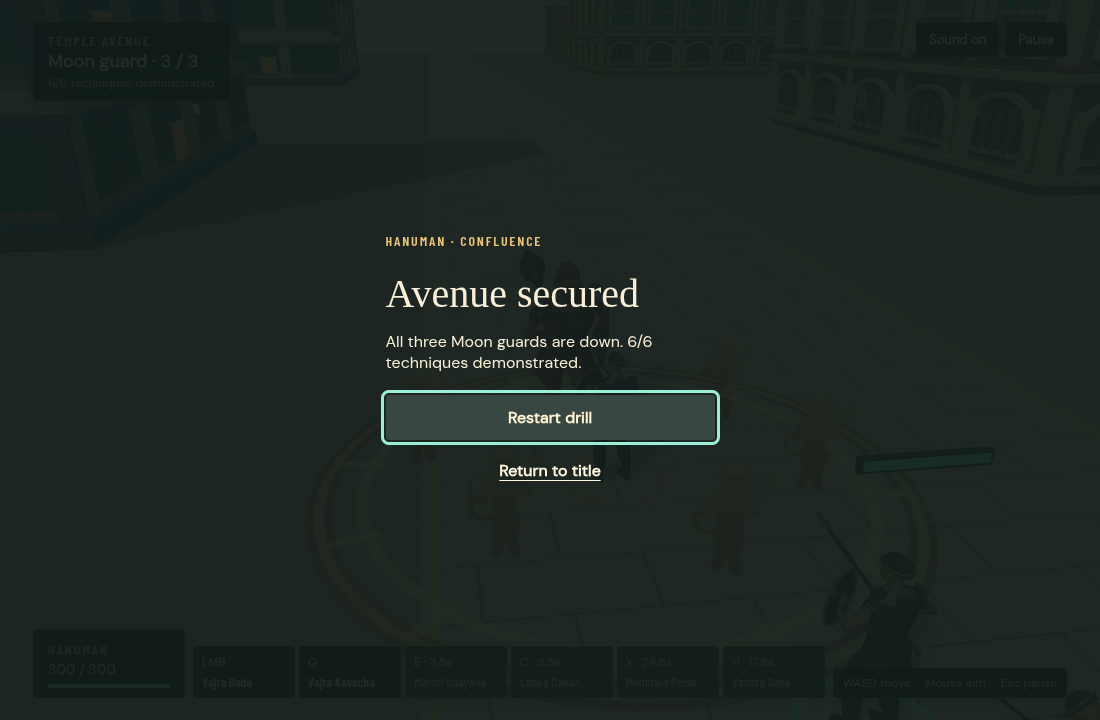 TEMPLE AVENUE
Moon guard · 3 / 3
6/6 techniques demonstrated
Sound on
Pause
HANUMAN · CONFLUENCE
Avenue secured
All three Moon guards are down. 6/6
techniques demonstrated.
Restart drill
Return to title
HANUMAN
300 / 300
LMB
Vajra Gada
Q
Vajra Kavacha
E · 3.5s
Maruti Udayana
C · 3.5s
Lanka Dahan
X · 24.8s
Mountain Pulse
V · 17.8s
Vanara Sena
WASD move
Mouse aim
Esc pause